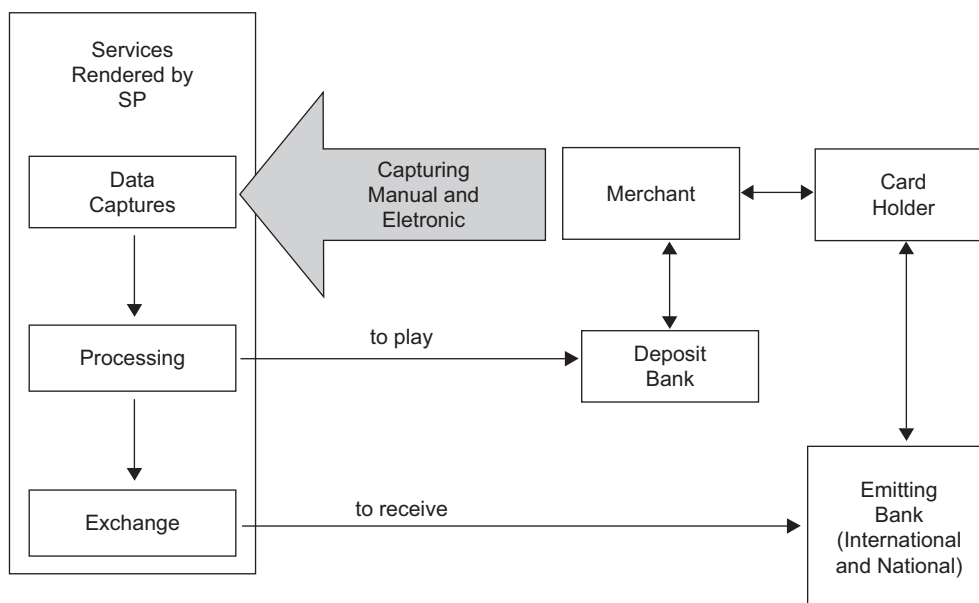 Services
Rendered by
SP
Data
Captures
Capturing
Manual and
Eletronic
Merchant
Card
Holder
Processing
to play
Deposit
Bank
Exchange
to receive
Emitting
Bank
(International
and National)